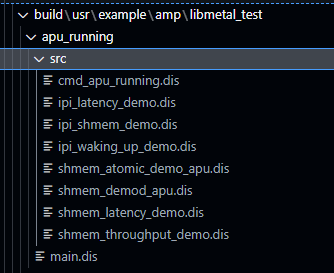 build\usr\example\amp\libmetal_test
apu_running
src
cmd_apu_running.dis
ipi_latency_demo.dis
ipi_shmem_demo.dis
ipi_waking_up_demo.dis
shmem_atomic_demo_apu.dis
shmem_demod_apu.dis
shmem_latency_demo.dis
shmem_throughput_demo.dis
main.dis